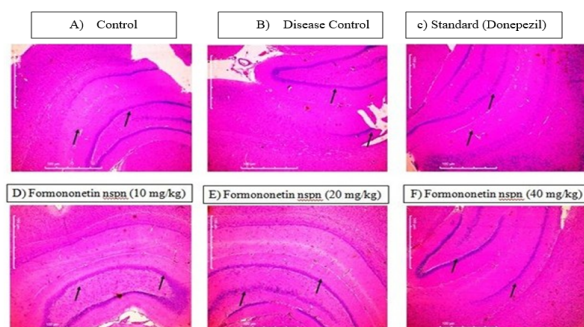 A) Control
B) Disease Control
c) Standard (Donepezil)
D) Formononetin nspn (10 mg/kg)
E) Formononetin nspn (20 mg/kg)
F) Formononetin nspn (40 mg/kg)